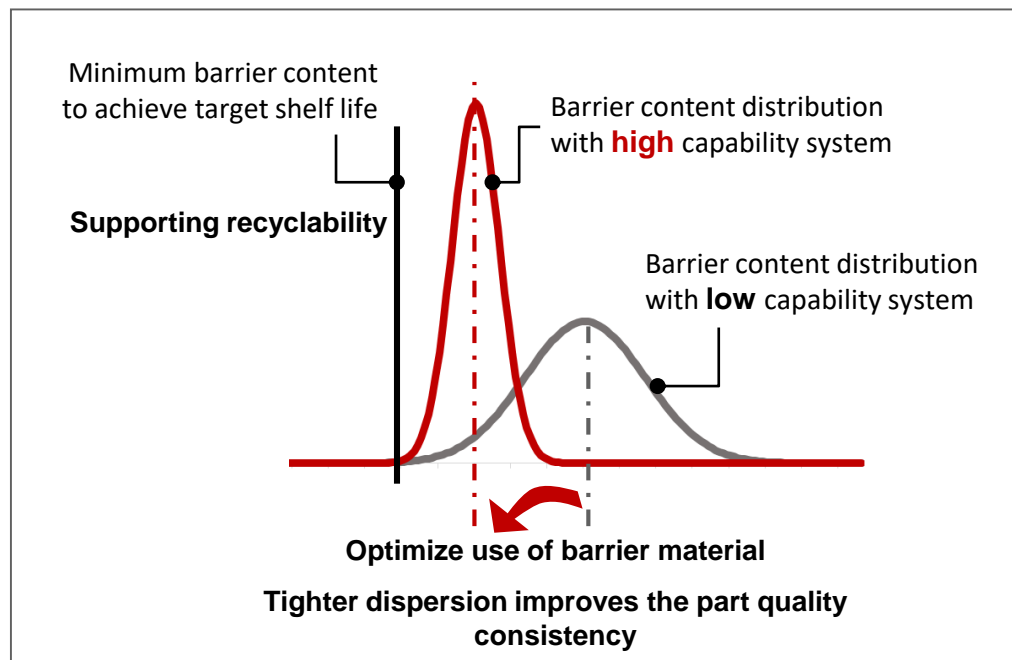 Minimum barrier content
to achieve target shelf life
Barrier content distribution
with high capability system
Supporting recyclability
Barrier content distribution
with low capability system
Optimize use of barrier material
Tighter dispersion improves the part quality
consistency